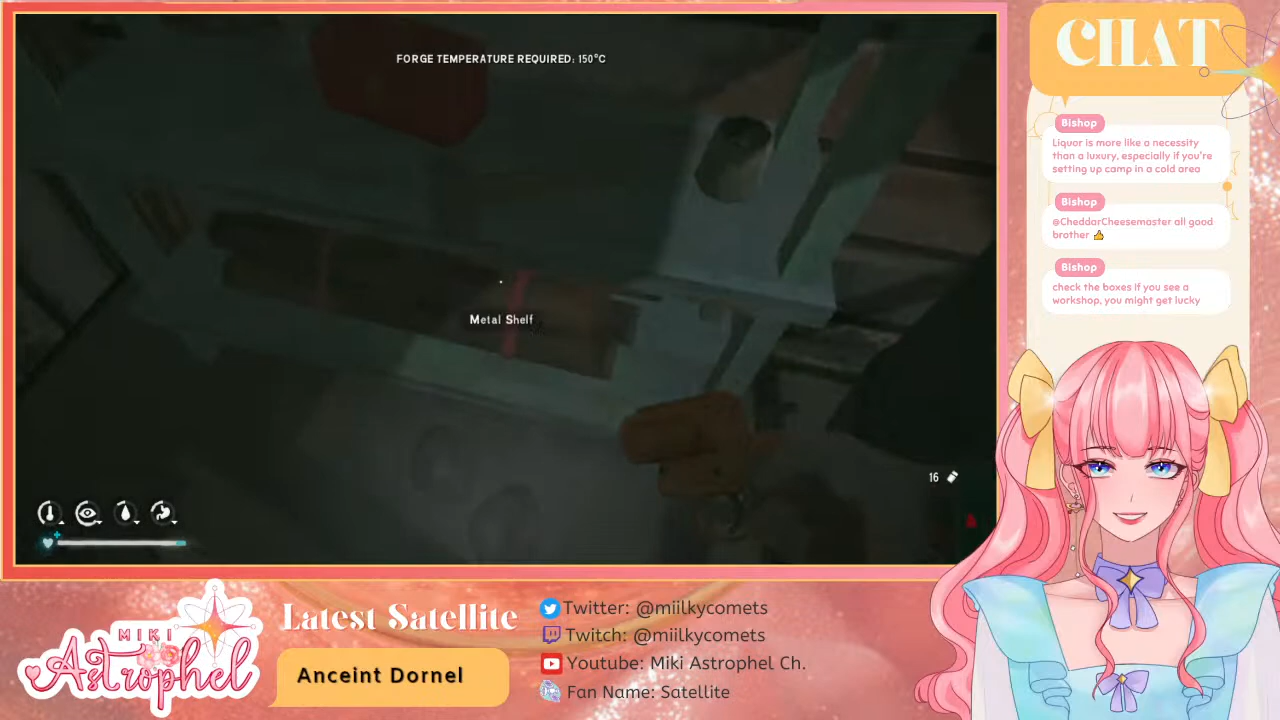 FORGE TEMPERATURE REQUIRED: 150°C
Metal Shelf
16
CHAT
Bishop
Liquor is more like a necessity
than a luxury, especially if you're
setting up camp in a cold area
Bishop
@CheddarCheesemaster all good
brother 👍
Bishop
check the boxes if you see a
workshop, you might get lucky
MIKI
Astrophel
Latest Satellite
Anceint Dornel
Twitter: @miilkycomets
Twitch: @miilkycomets
Youtube: Miki Astrophel Ch.
Fan Name: Satellite